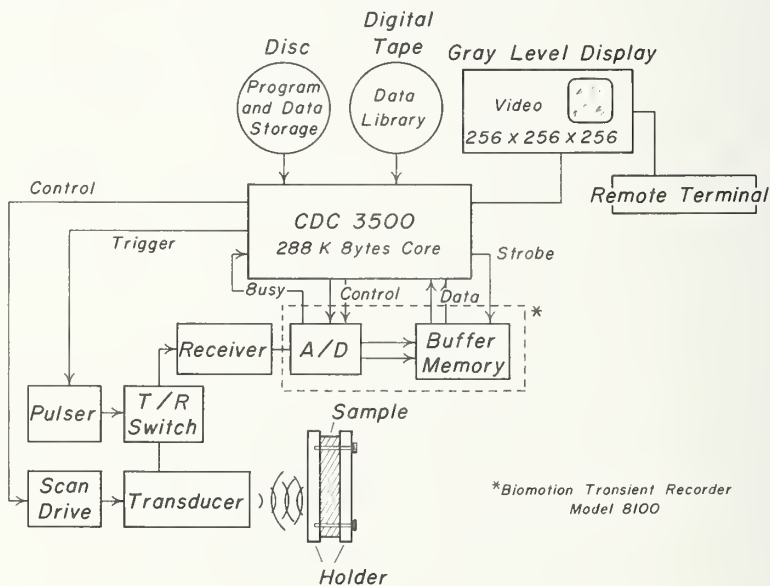 Disc
Digital
Tape
Gray Level Display
Program
and Data
Storage
Data
Library
Video
256 x 256 x 256
Remote Terminal
Control
Trigger
CDC 3500
288 K 8ytes Core
Strobe
8usy
Control
Data
*
Receiver
A/D
Buffer
Memory
Pulser
T/R
Switch
Sample
Scan
Drive
Transducer
*Biomotion Transient Recorder
Model 8100
Holder